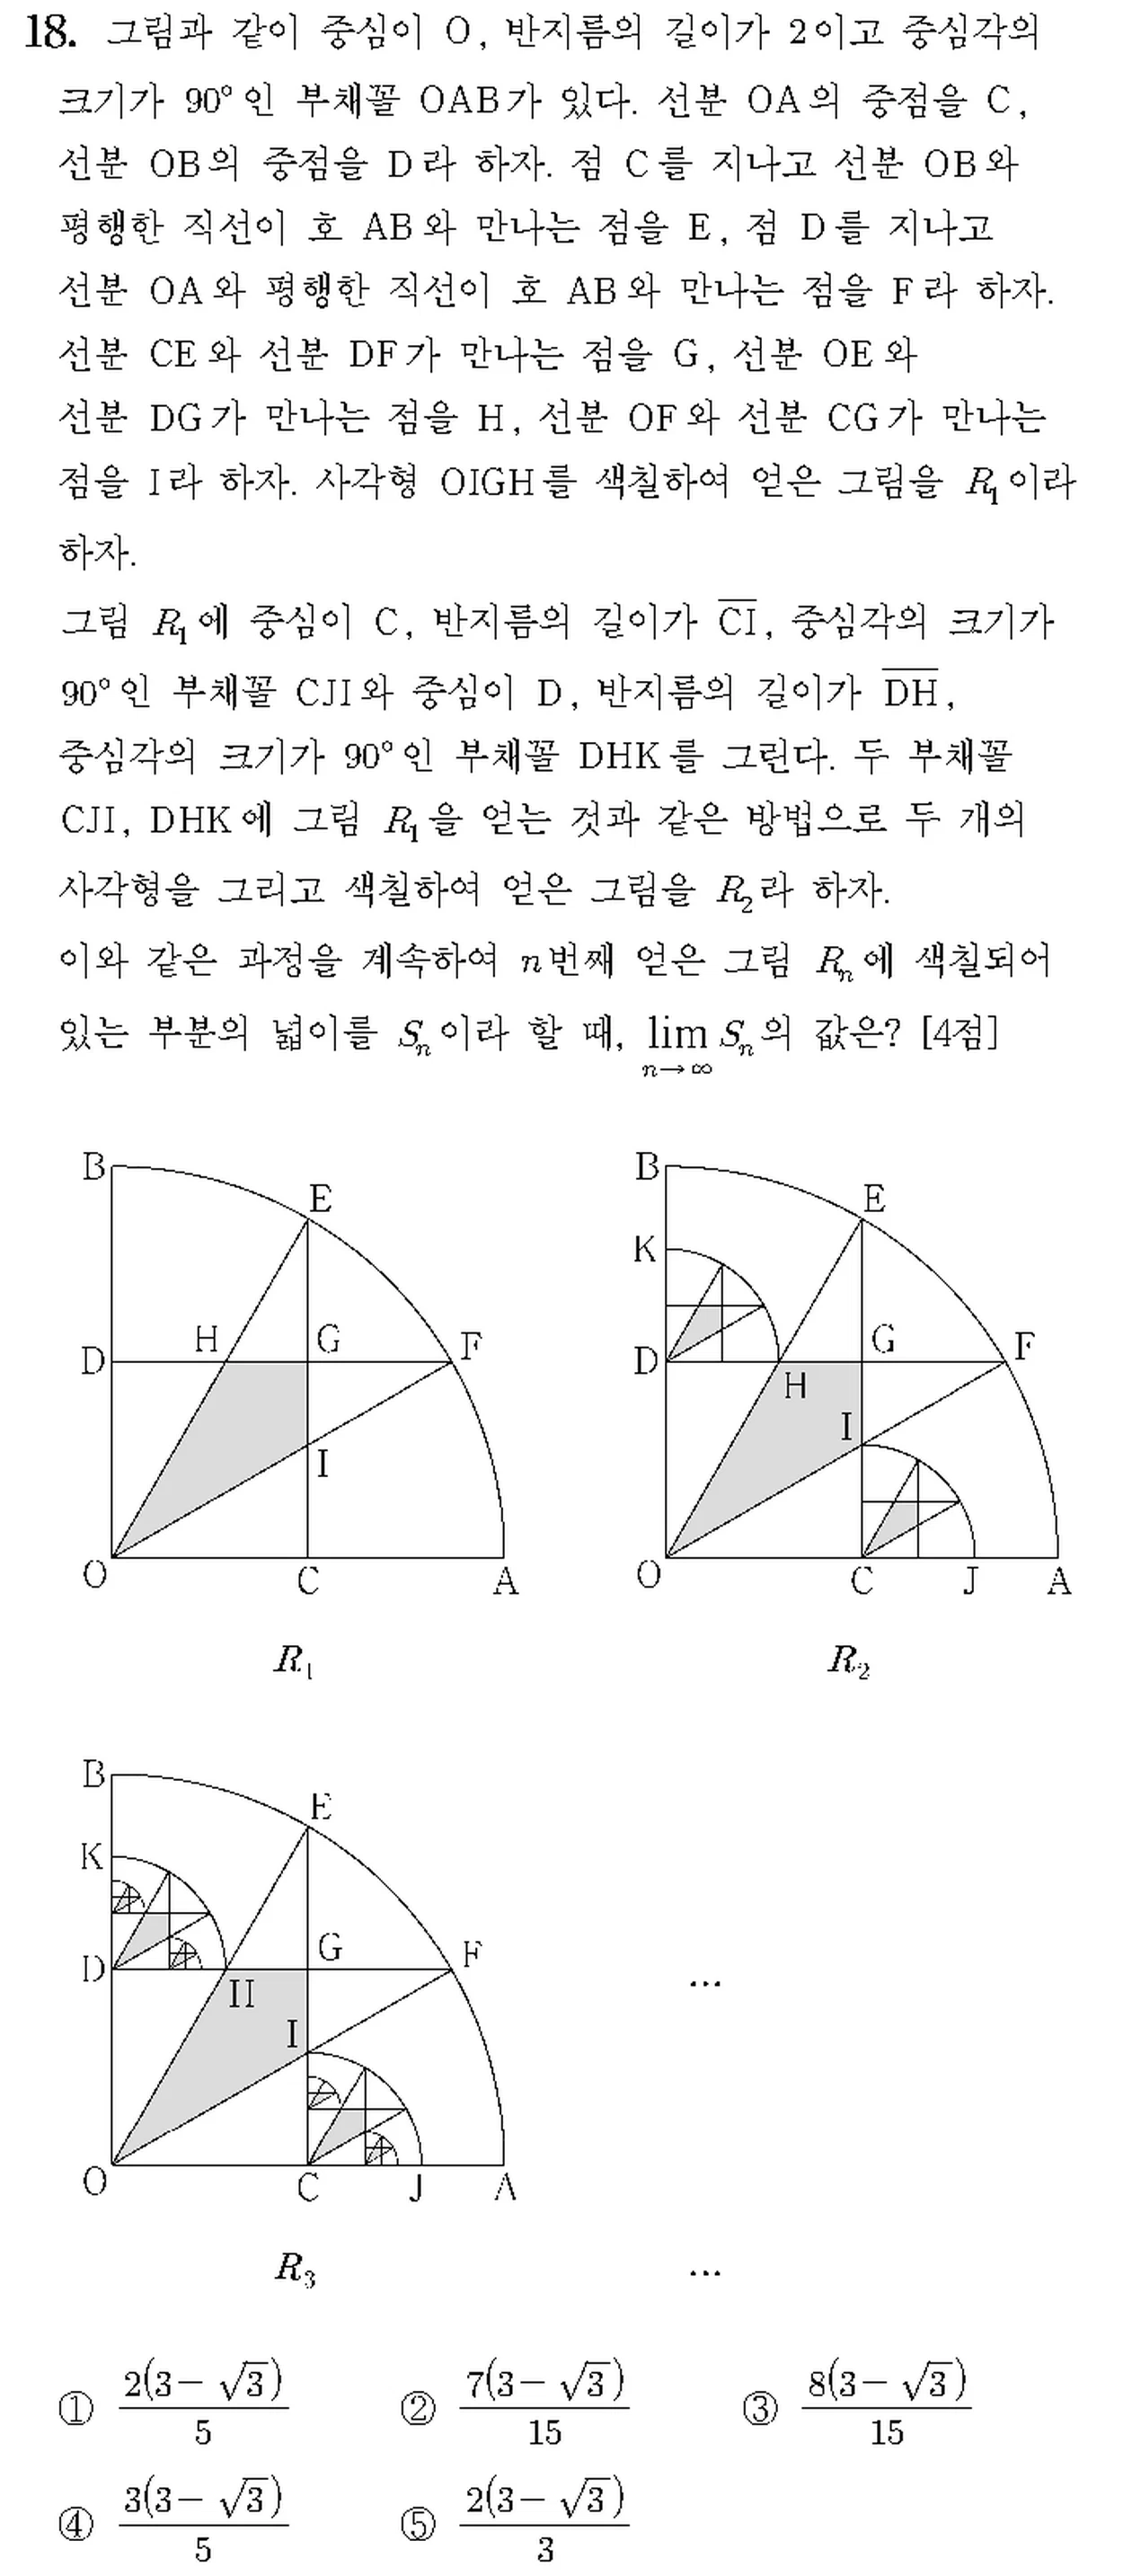 18. 그림과 같이 중심이 O, 반지름의 길이가 2이고 중심각의
크기가 90°인 부채꼴 OAB가 있다. 선분 OA의 중점을 C,
선분 OB의 중점을 D라 하자. 점 C를 지나고 선분 OB와
평행한 직선이 호 AB와 만나는 점을 E, 점 D를 지나고
선분 OA와 평행한 직선이 호 AB와 만나는 점을 F라 하자.
선분 CE와 선분 DF가 만나는 점을 G, 선분 OE와
선분 DG가 만나는 점을 H, 선분 OF와 선분 CG가 만나는
점을 I라 하자. 사각형 OIGH를 색칠하여 얻은 그림을 R₁이라
하자.
그림 R₁에 중심이 C, 반지름의 길이가 C̅I̅, 중심각의 크기가
90°인 부채꼴 CJI와 중심이 D, 반지름의 길이가 D̅H̅,
중심각의 크기가 90°인 부채꼴 DHK를 그린다. 두 부채꼴
CJI, DHK에 그림 R₁을 얻는 것과 같은 방법으로 두 개의
사각형을 그리고 색칠하여 얻은 그림을 R₂라 하자.
이와 같은 과정을 계속하여 n번째 얻은 그림 Rₙ에 색칠되어
있는 부분의 넓이를 Sₙ이라 할 때, lim n→∞ Sₙ의 값은? [4점]
B E H G D F I O C A
R₁
B E K G D F H I O C J A
R₂
B E K G D F H I O C J A
R₃
...
...
① 2(3-√3)/5 ② 7(3-√3)/15 ③ 8(3-√3)/15
④ 3(3-√3)/5 ⑤ 2(3-√3)/3